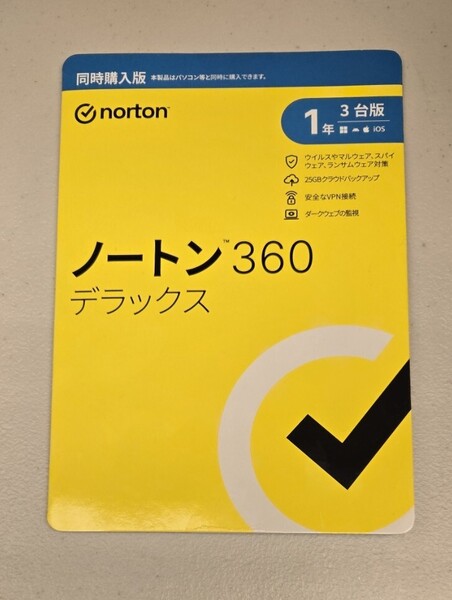 同時購入版 本製品はパソコン等と同時に購入できます。
norton
1年 3台版
iOS
ウイルスやマルウェア、スパイ
ウェア、ランサムウェア対策
25GBクラウドバックアップ
安全なVPN接続
ダークウェブの監視
ノートン™ 360
デラックス